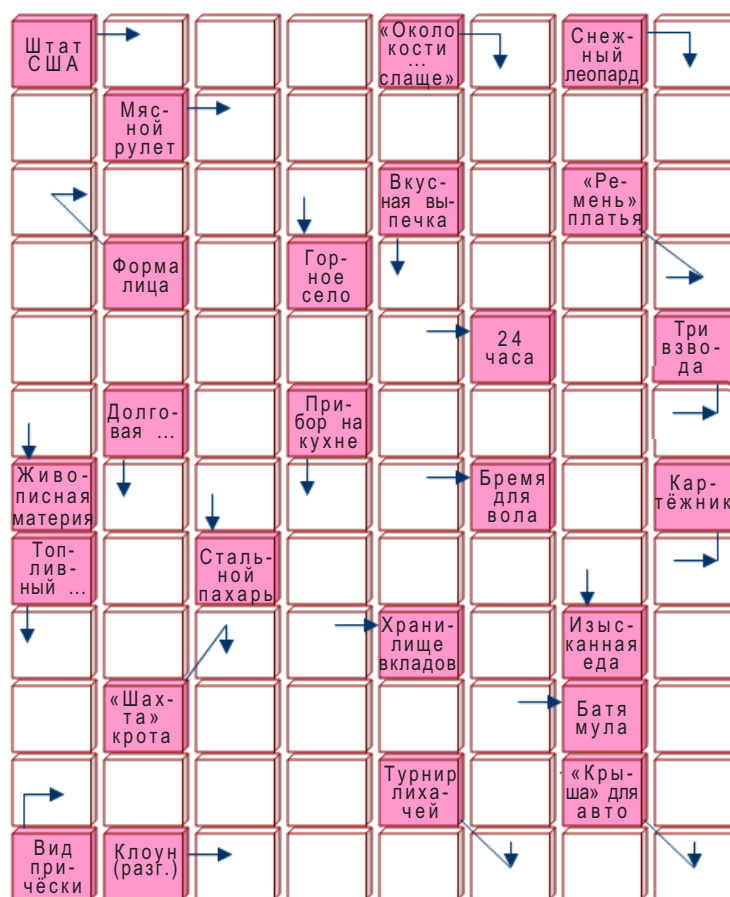 Штат
США
«Около
кости
...
слаще»
Снеж-
ный
леопард
Мяс-
ной
рулет
Вкус-
ная вы-
печка
«Ре-
мень»
платья
Форма
лица
Гор-
ное
село
24
часа
Три
взво-
да
Долго-
вая ...
При-
бор на
кухне
Живо-
писная
материя
Бремя
для
вола
Кар-
тёжник
Топ-
лив-
ный ...
Сталь-
ной
пахарь
Храни-
лище
вкладов
Изыс-
канная
еда
«Шах-
та»
крота
Батя
мула
Турнир
лиха-
чей
«Кры-
ша» для
авто
Вид
при-
чёски
Клоун
(разг.)